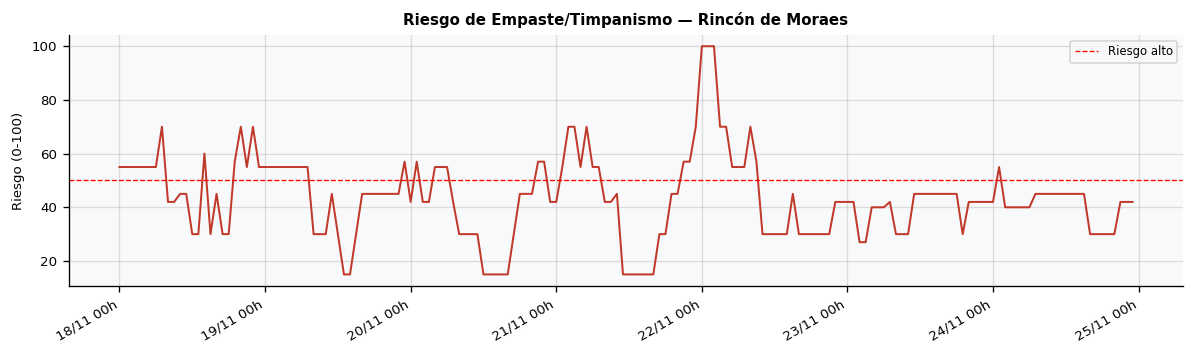 Riesgo de Empaste/Timpanismo — Rincón de Moraes
Riesgo (0-100)
100
80
60
40
20
Riesgo alto
18/11 00h
19/11 00h
20/11 00h
21/11 00h
22/11 00h
23/11 00h
24/11 00h
25/11 00h